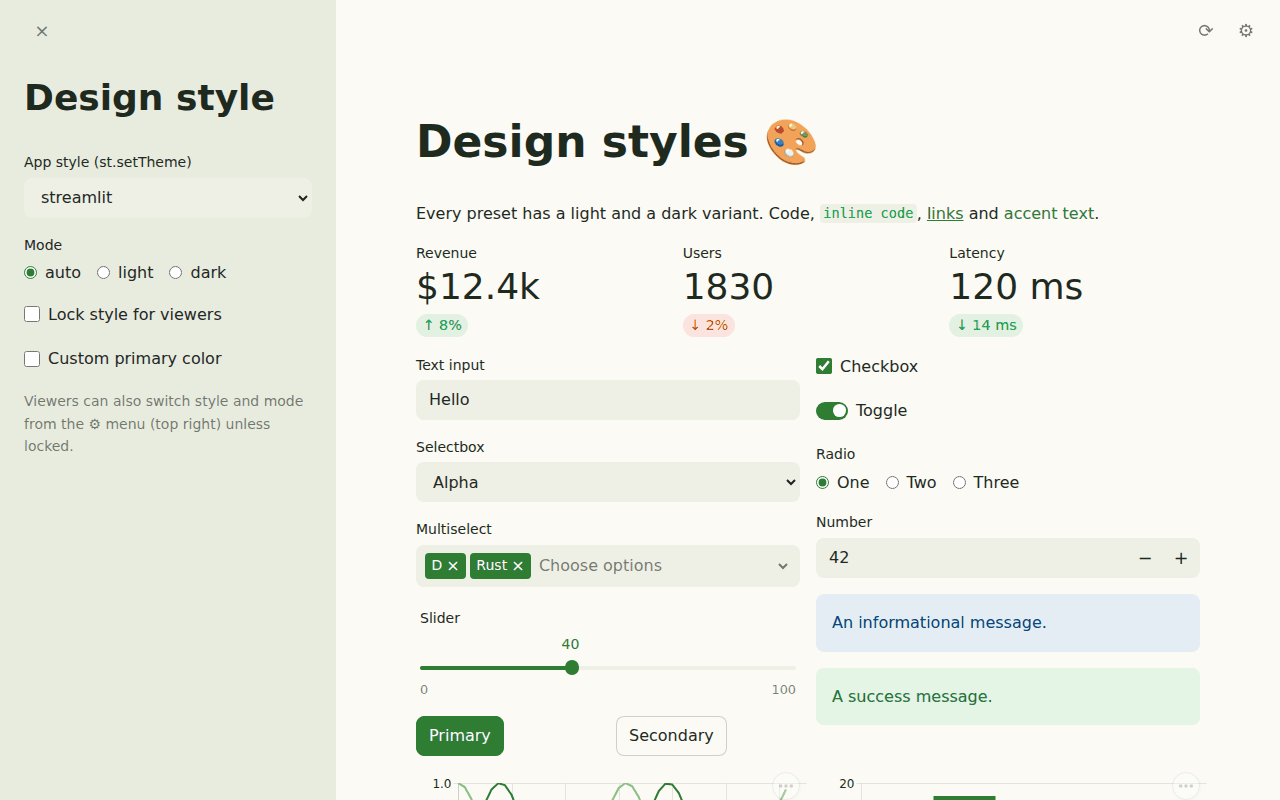 ×
Design style
App style (st.setTheme)
streamlit
Mode
auto light dark
Lock style for viewers
Custom primary color
Viewers can also switch style and mode
from the ⚙ menu (top right) unless
locked.
⟳ ⚙
Design styles 🎨
Every preset has a light and a dark variant. Code, inline code, links and accent text.
Revenue
$12.4k
↑ 8%
Users
1830
↓ 2%
Latency
120 ms
↓ 14 ms
Text input
Hello
Selectbox
Alpha
Multiselect
D × Rust × Choose options
Slider
40
0 100
Primary Secondary
Checkbox
Toggle
Radio
One Two Three
Number
42 − +
An informational message.
A success message.
1.0
20